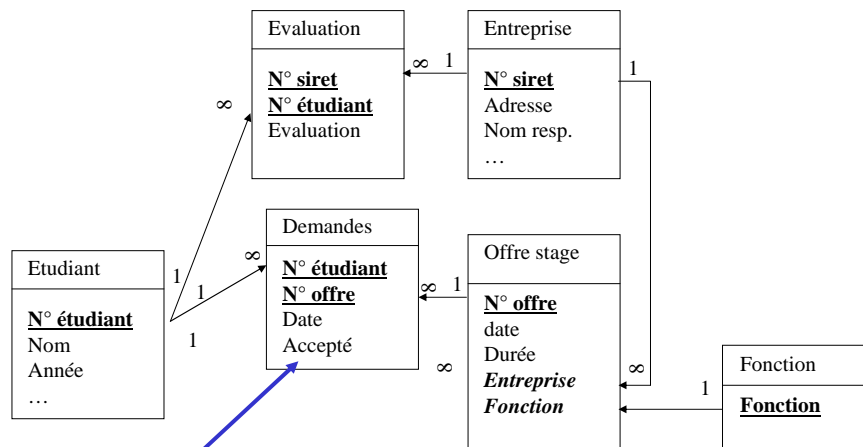 Evaluation
N° siret
N° étudiant
Evaluation
∞
1
Entreprise
N° siret
Adresse
Nom resp.
…
1
∞
Etudiant
N° étudiant
Nom
Année
…
1
1
1
∞
Demandes
N° étudiant
N° offre
Date
Accepté
∞
1
∞
Offre stage
N° offre
date
Durée
Entreprise
Fonction
∞
1
Fonction
Fonction